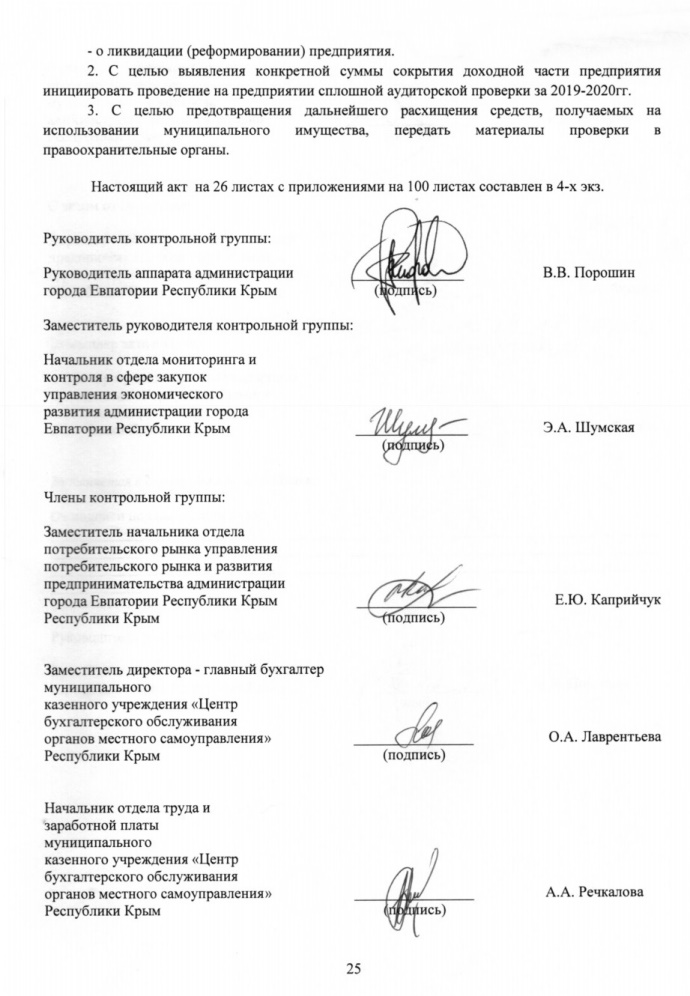 - о ликвидации (реформировании) предприятия.
2. С целью выявления конкретной суммы сокрытия доходной части предприятия
инициировать проведение на предприятии сплошной аудиторской проверки за 2019-2020гг.
3. С целью предотвращения дальнейшего расхищения средств, получаемых на
использовании муниципального имущества, передать материалы проверки в
правоохранительные органы.
Настоящий акт на 26 листах с приложениями на 100 листах составлен в 4-х экз.
Руководитель контрольной группы:
Руководитель аппарата администрации
города Евпатории Республики Крым
(подпись)
В.В. Порошин
Заместитель руководителя контрольной группы:
Начальник отдела мониторинга и
контроля в сфере закупок
управления экономического
развития администрации города
Евпатории Республики Крым
(подпись)
Э.А. Шумская
Члены контрольной группы:
Заместитель начальника отдела
потребительского рынка управления
потребительского рынка и развития
предпринимательства администрации
города Евпатории Республики Крым
Республики Крым
(подпись)
Е.Ю. Каприйчук
Заместитель директора - главный бухгалтер
муниципального
казенного учреждения «Центр
бухгалтерского обслуживания
органов местного самоуправления»
Республики Крым
(подпись)
О.А. Лаврентьева
Начальник отдела труда и
заработной платы
муниципального
казенного учреждения «Центр
бухгалтерского обслуживания
органов местного самоуправления»
Республики Крым
(подпись)
А.А. Речкалова
25